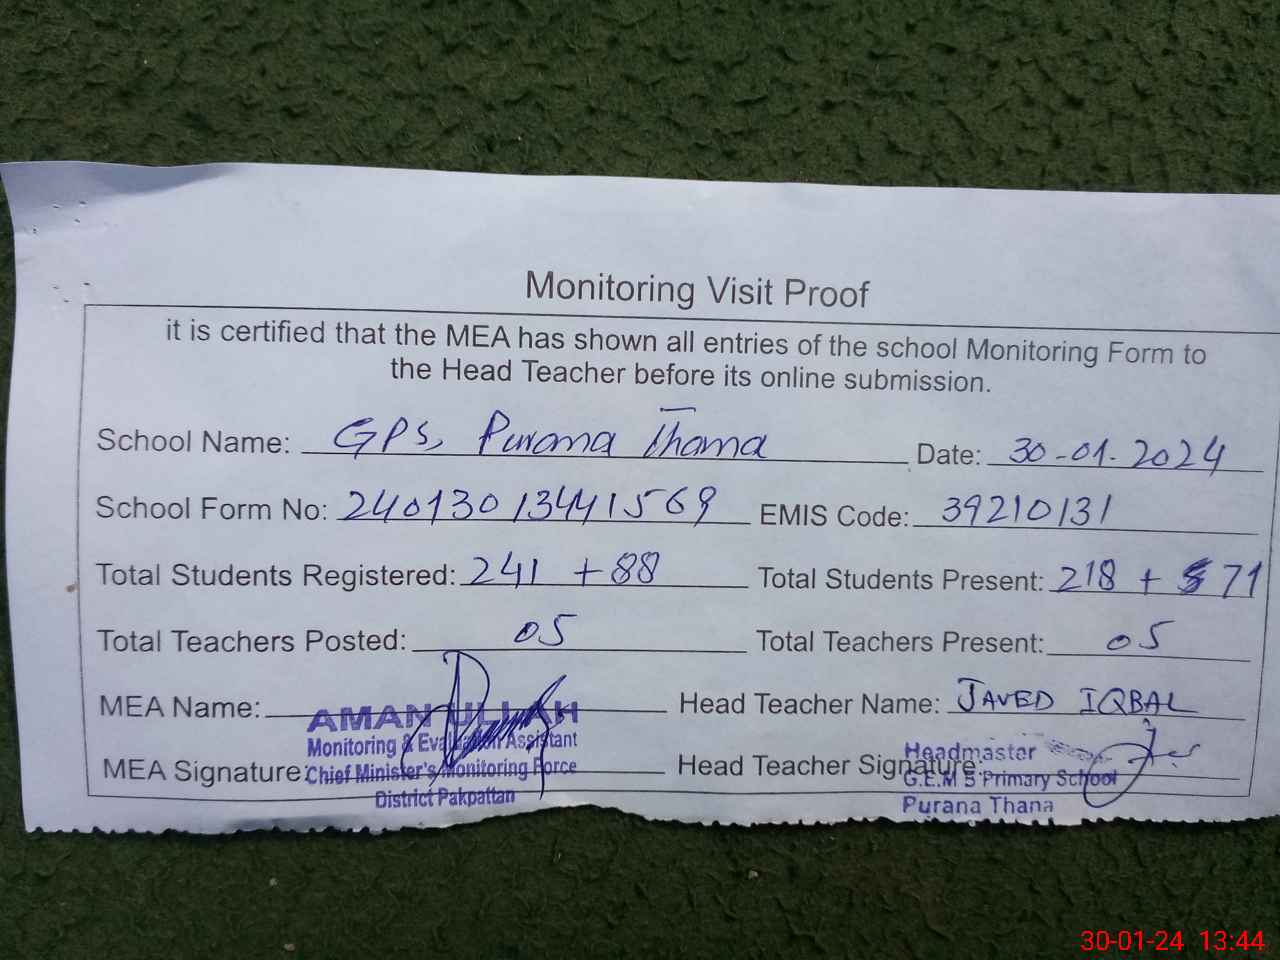 Monitoring Visit Proof
it is certified that the MEA has shown all entries of the school Monitoring Form to
the Head Teacher before its online submission.
School Name: GPS, Purana Thana Date: 30-01-2024
School Form No: 24013013441569 EMIS Code: 39210131
Total Students Registered: 241 +88 Total Students Present: 218 + 71
Total Teachers Posted: 05 Total Teachers Present: 05
MEA Name: AMAN ULLAH Head Teacher Name: JAVED IQBAL
Monitoring & Evaluation Assistant
MEA Signature: Chief Minister's Monitoring Force Head Teacher Signature:
District Pakpattan
Headmaster
G.E.M S Primary School
Purana Thana
30-01-24 13:44